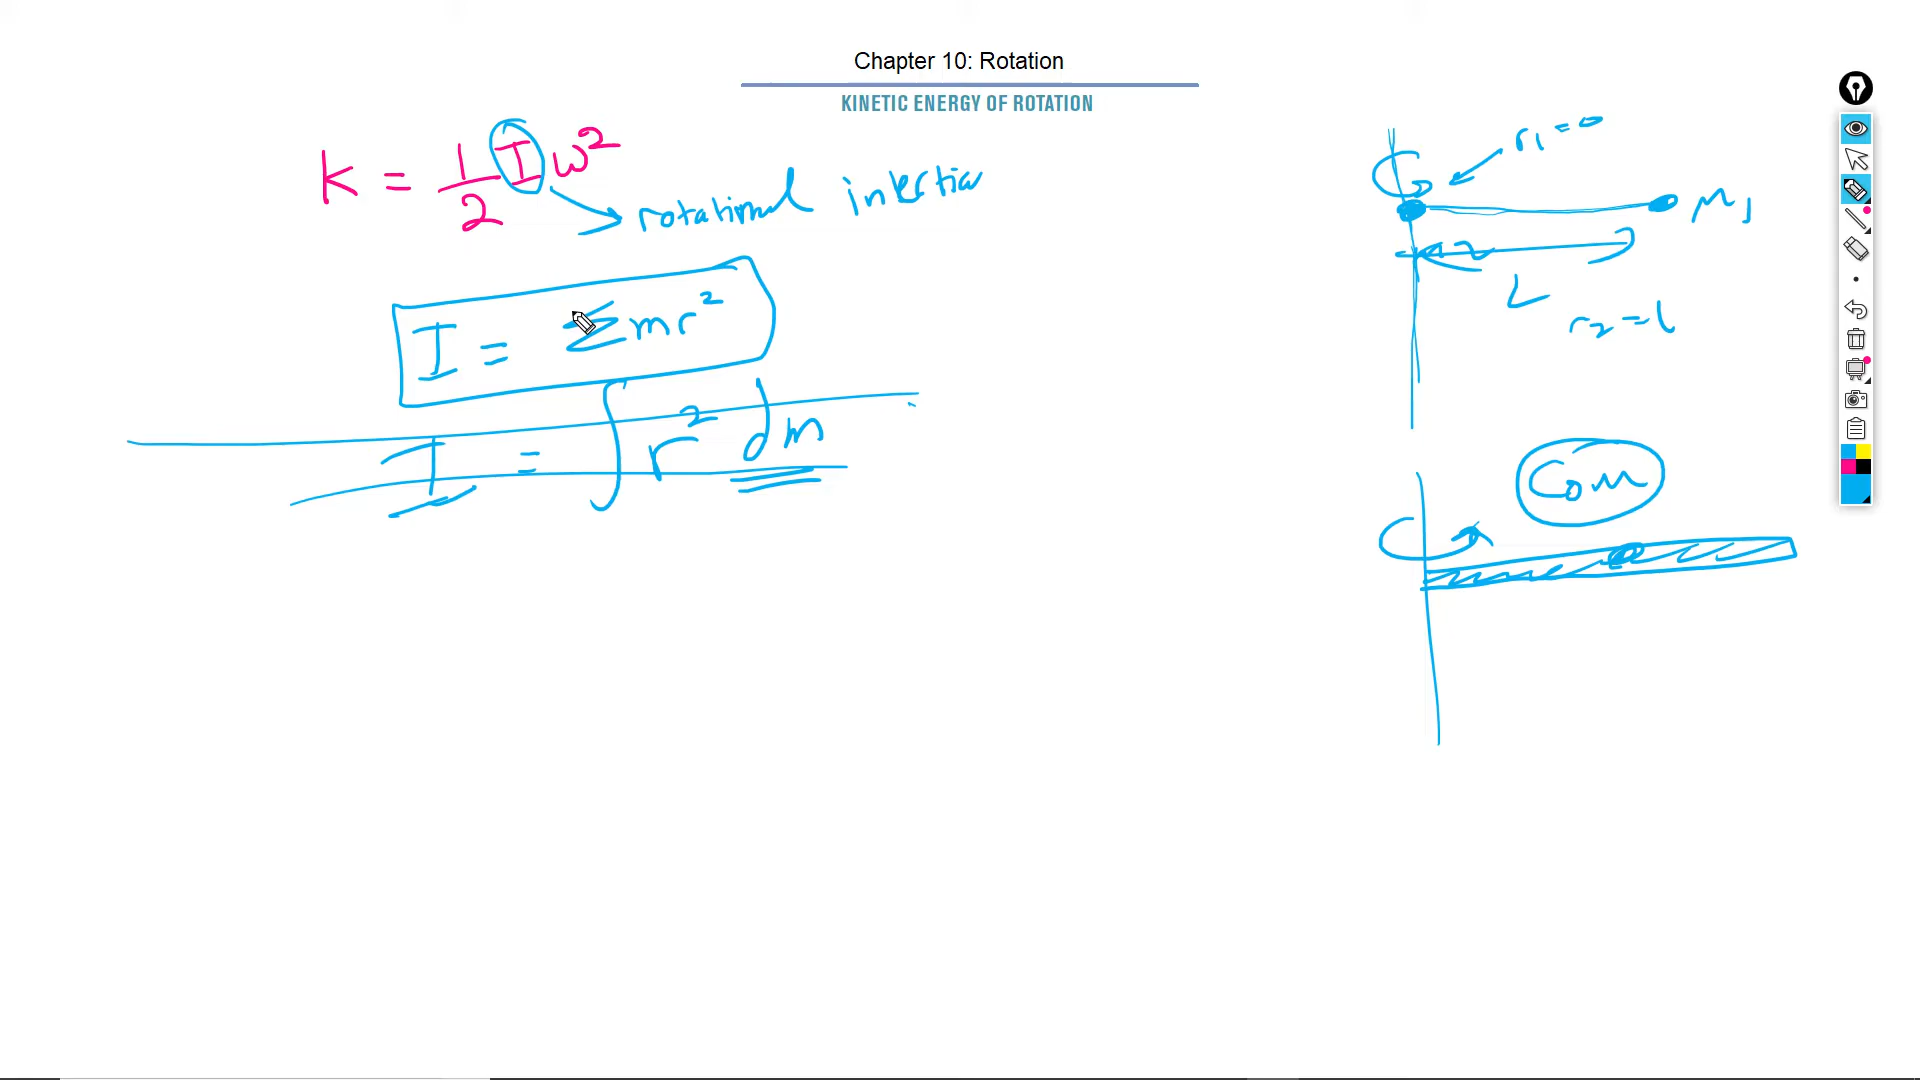 Chapter 10: Rotation
KINETIC ENERGY OF ROTATION
K = 1/2 I ω²
rotational inertia
I = Σmr²
I = ∫ r² dm
r₁ = 0
M₁
L
r₂ = L
COM